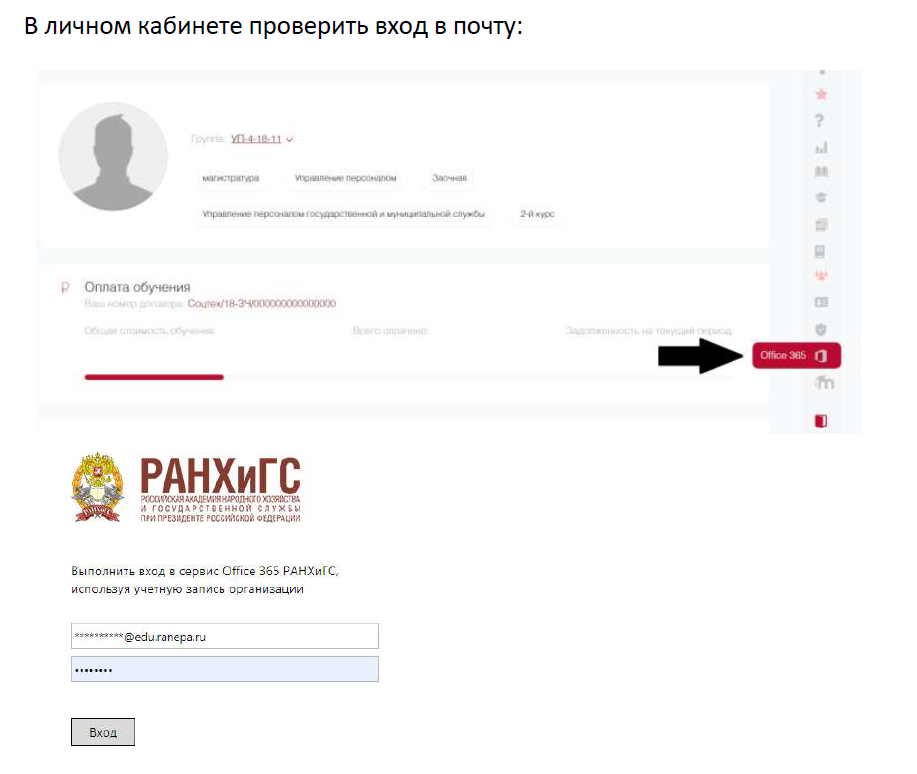 В личном кабинете проверить вход в почту:
Группа: УП-4-18-11
магистратура Управление персоналом Заочная
Управление персоналом государственной и муниципальной службы 2-й курс
Оплата обучения
Ваш номер договора: Соцтех/18-ЗЧ/000000000000000
Общая стоимость обучения: Всего оплачено: Задолженность на текущий период:
Office 365
РАНХиГС
РОССИЙСКАЯ АКАДЕМИЯ НАРОДНОГО ХОЗЯЙСТВА
И ГОСУДАРСТВЕННОЙ СЛУЖБЫ
ПРИ ПРЕЗИДЕНТЕ РОССИЙСКОЙ ФЕДЕРАЦИИ
РАНХиГС
Выполнить вход в сервис Office 365 РАНХиГС,
используя учетную запись организации
**********@edu.ranepa.ru
••••••••
Вход